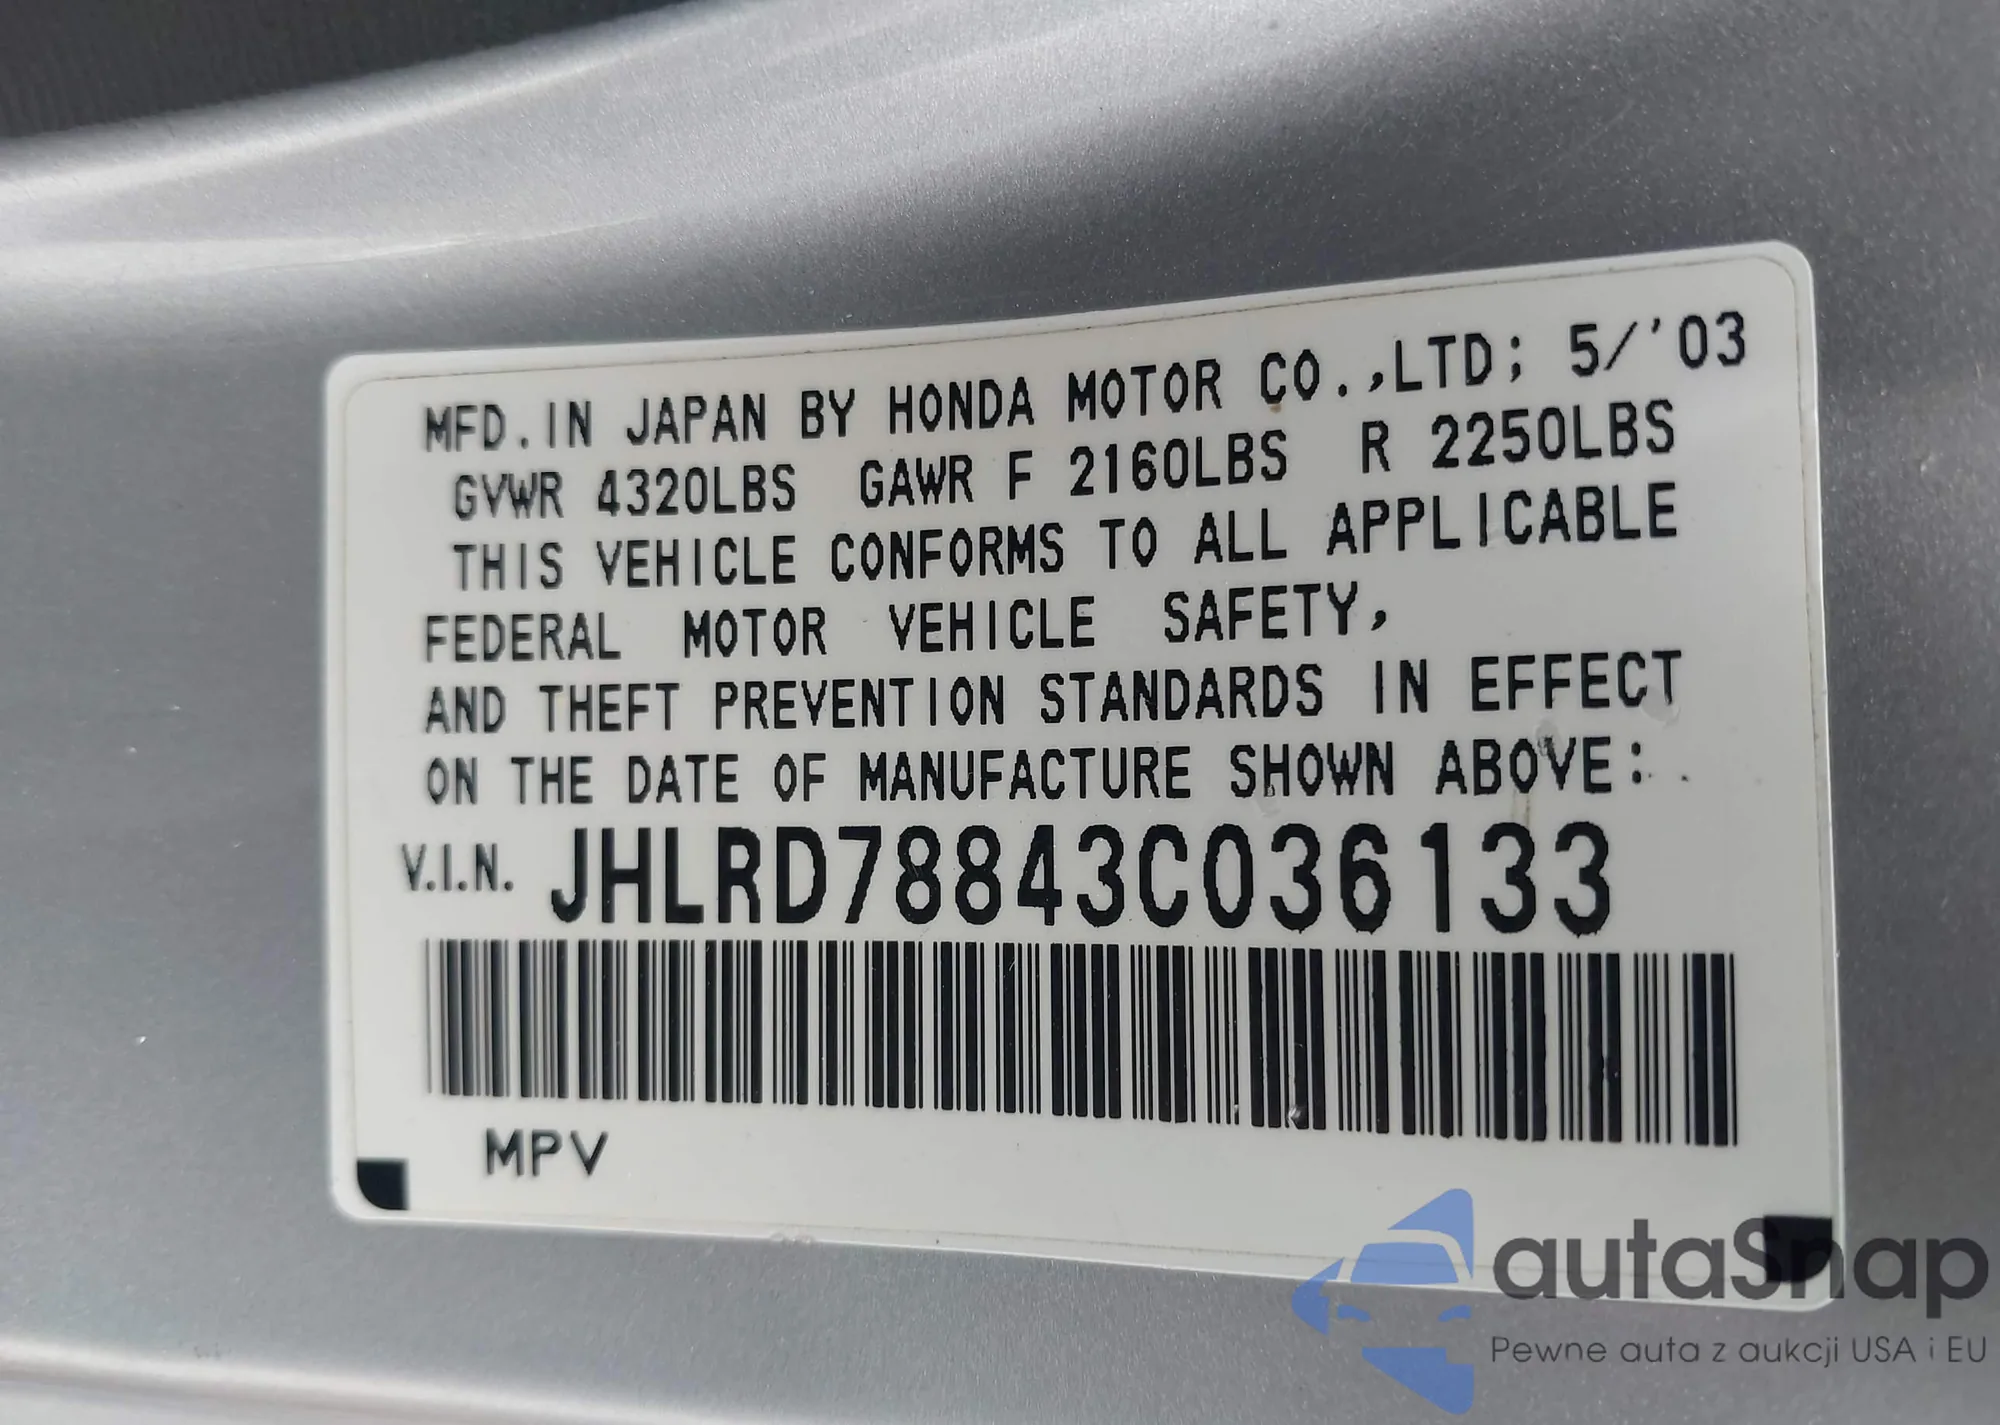 MFD.IN JAPAN BY HONDA MOTOR CO.,LTD; 5/'03
GVWR 4320LBS GAWR F 2160LBS R 2250LBS
THIS VEHICLE CONFORMS TO ALL APPLICABLE
FEDERAL MOTOR VEHICLE SAFETY,
AND THEFT PREVENTION STANDARDS IN EFFECT
ON THE DATE OF MANUFACTURE SHOWN ABOVE:
V.I.N. JHLRD78843C036133
MPV
autaSnap
Pewne auta z aukcji USA i EU